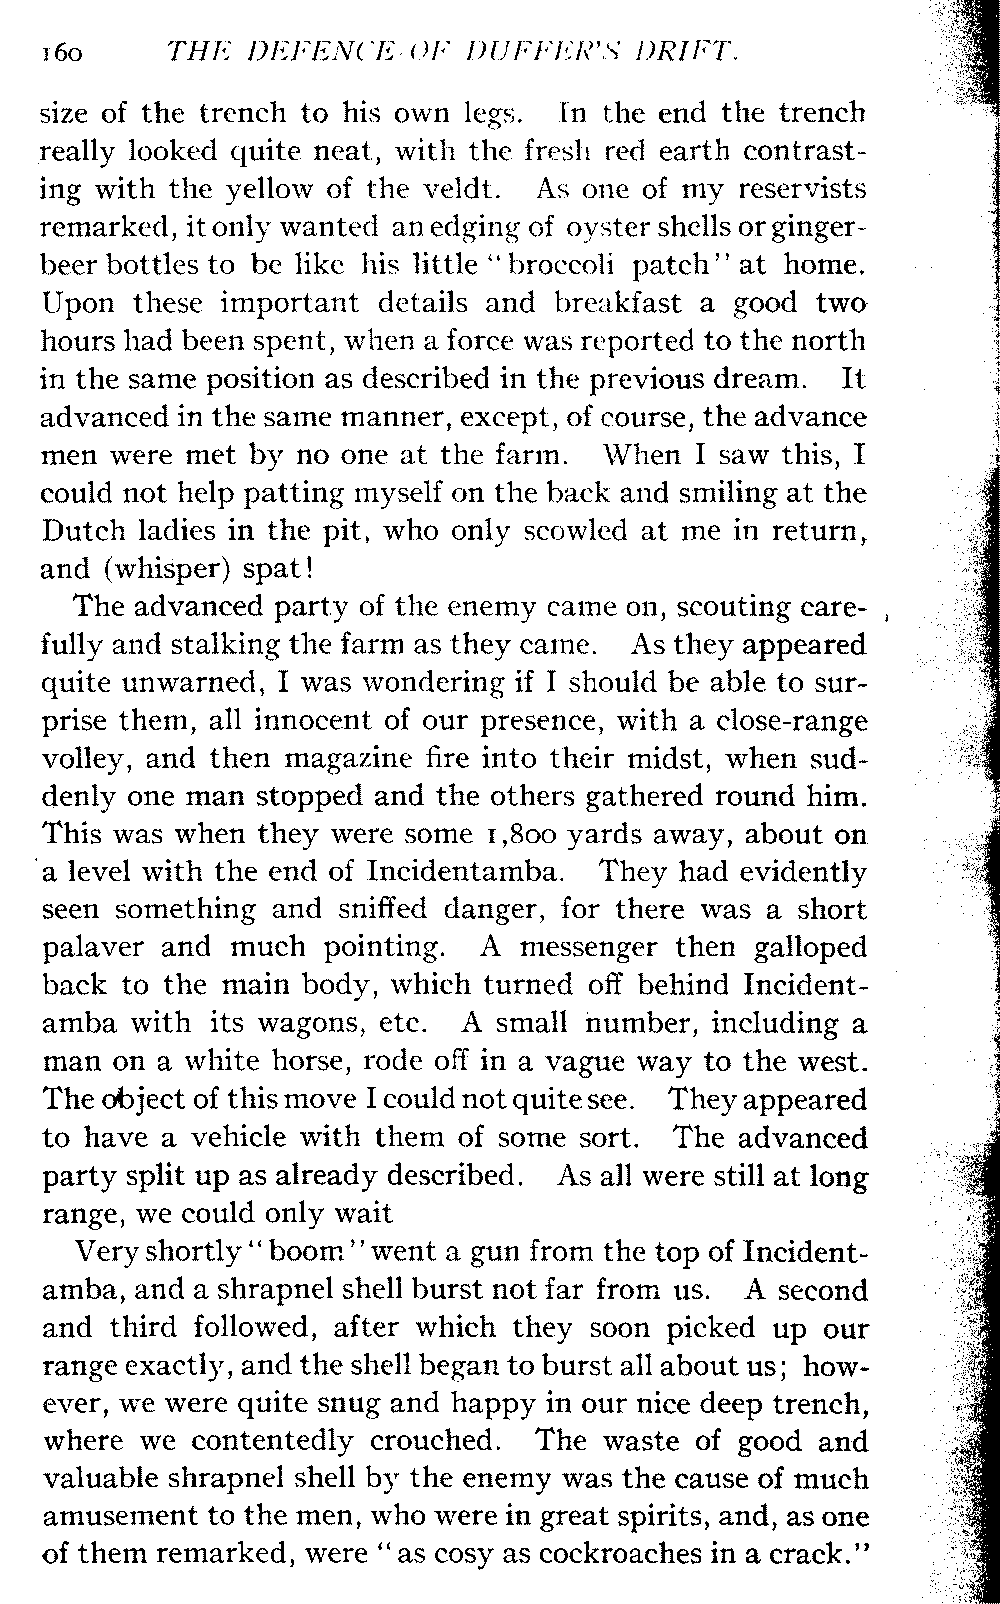 160 THE DEFENCE OF DUFFER'S DRIFT.
size of the trench to his own legs. In the end the trench
really looked quite neat, with the fresh red earth contrast-
ing with the yellow of the veldt. As one of my reservists
remarked, it only wanted an edging of oyster shells or ginger-
beer bottles to be like his little "broccoli patch" at home.
Upon these important details and breakfast a good two
hours had been spent, when a force was reported to the north
in the same position as described in the previous dream. It
advanced in the same manner, except, of course, the advance
men were met by no one at the farm. When I saw this, I
could not help patting myself on the back and smiling at the
Dutch ladies in the pit, who only scowled at me in return,
and (whisper) spat!
The advanced party of the enemy came on, scouting care-
fully and stalking the farm as they came. As they appeared
quite unwarned, I was wondering if I should be able to sur-
prise them, all innocent of our presence, with a close-range
volley, and then magazine fire into their midst, when sud-
denly one man stopped and the others gathered round him.
This was when they were some 1,800 yards away, about on
a level with the end of Incidentamba. They had evidently
seen something and sniffed danger, for there was a short
palaver and much pointing. A messenger then galloped
back to the main body, which turned off behind Incident-
amba with its wagons, etc. A small number, including a
man on a white horse, rode off in a vague way to the west.
The object of this move I could not quite see. They appeared
to have a vehicle with them of some sort. The advanced
party split up as already described. As all were still at long
range, we could only wait
Very shortly "boom" went a gun from the top of Incident-
amba, and a shrapnel shell burst not far from us. A second
and third followed, after which they soon picked up our
range exactly, and the shell began to burst all about us; how-
ever, we were quite snug and happy in our nice deep trench,
where we contentedly crouched. The waste of good and
valuable shrapnel shell by the enemy was the cause of much
amusement to the men, who were in great spirits, and, as one
of them remarked, were "as cosy as cockroaches in a crack."